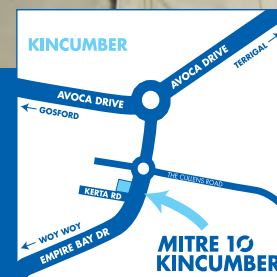 KINCUMBER
AVOCA DRIVE
TERRIGAL
AVOCA DRIVE
GOSFORD
THE CULLENS ROAD
KERTA RD
WOY WOY
EMPIRE BAY DR
MITRE 10
KINCUMBER